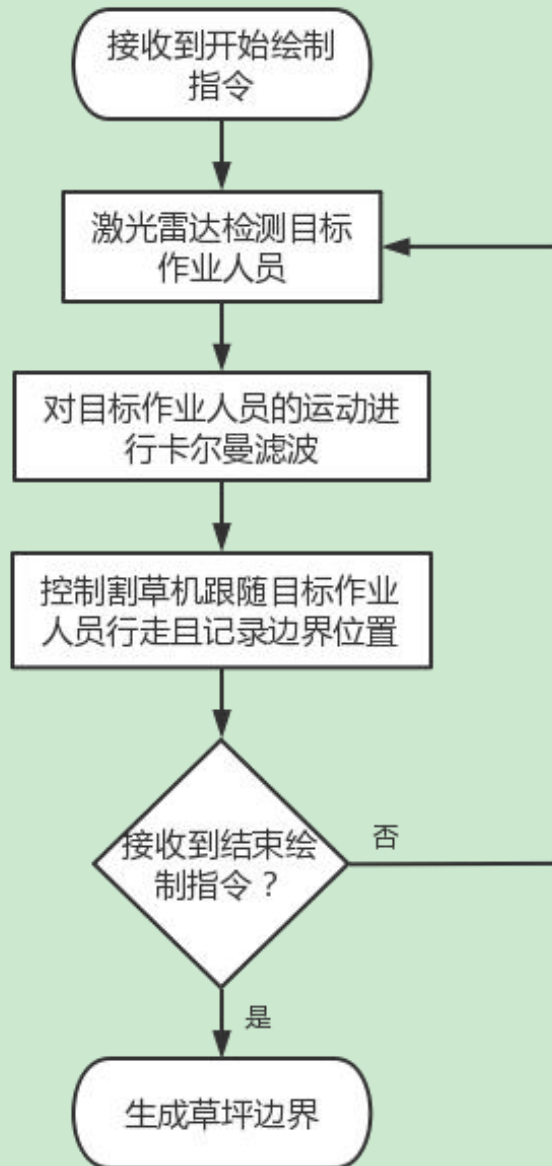 接收到开始绘制
指令
激光雷达检测目标
作业人员
对目标作业人员的运动进
行卡尔曼滤波
控制割草机跟随目标作业
人员行走且记录边界位置
接收到结束绘
制指令？
否
是
生成草坪边界